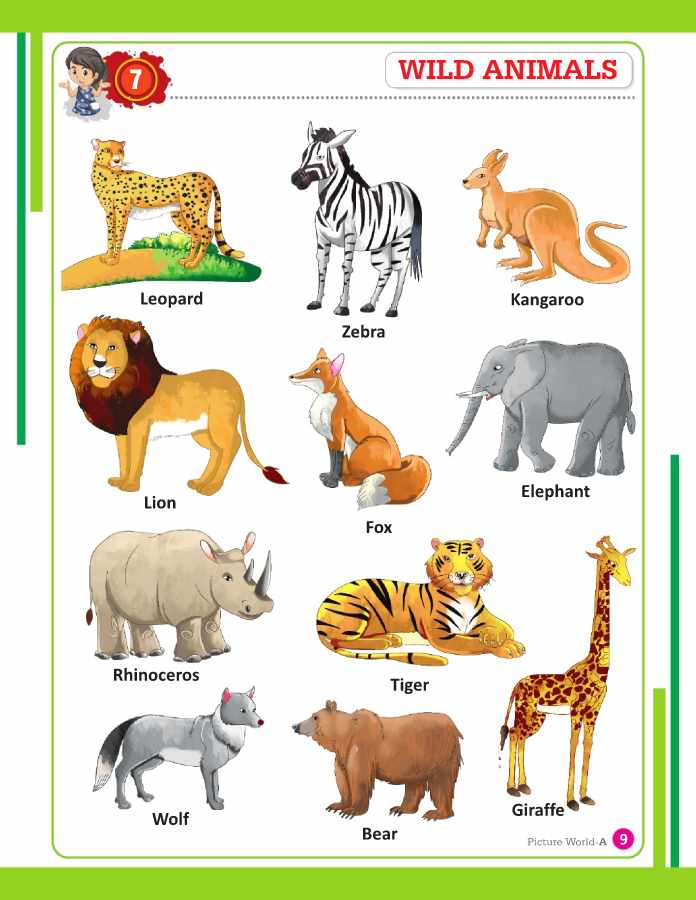 7
WILD ANIMALS
Leopard
Zebra
Kangaroo
Lion
Fox
Elephant
Rhinoceros
Tiger
Giraffe
Wolf
Bear
Picture World-A 9